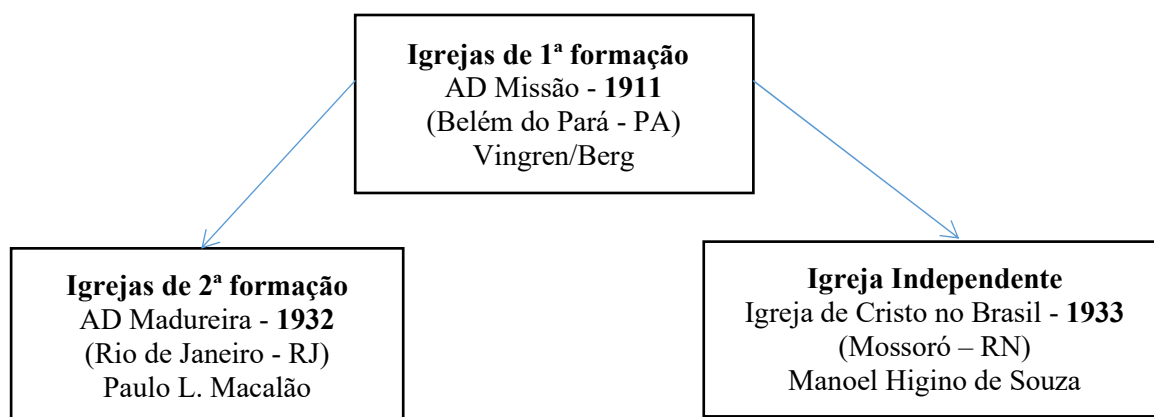 Igrejas de 1ª formação
AD Missão - 1911
(Belém do Pará - PA)
Vingren/Berg
Igrejas de 2ª formação
AD Madureira - 1932
(Rio de Janeiro - RJ)
Paulo L. Macalão
Igreja Independente
Igreja de Cristo no Brasil - 1933
(Mossoró – RN)
Manoel Higino de Souza